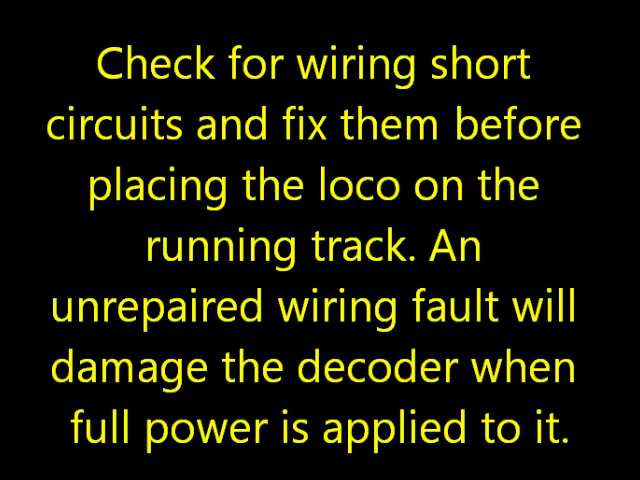 Check for wiring short
circuits and fix them before
placing the loco on the
running track. An
unrepaired wiring fault will
damage the decoder when
full power is applied to it.